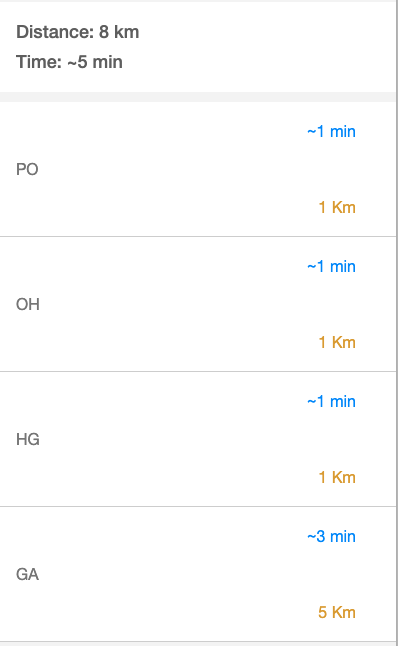 Distance: 8 km
Time: ~5 min
~1 min
PO
1 Km
~1 min
OH
1 Km
~1 min
HG
1 Km
~3 min
GA
5 Km